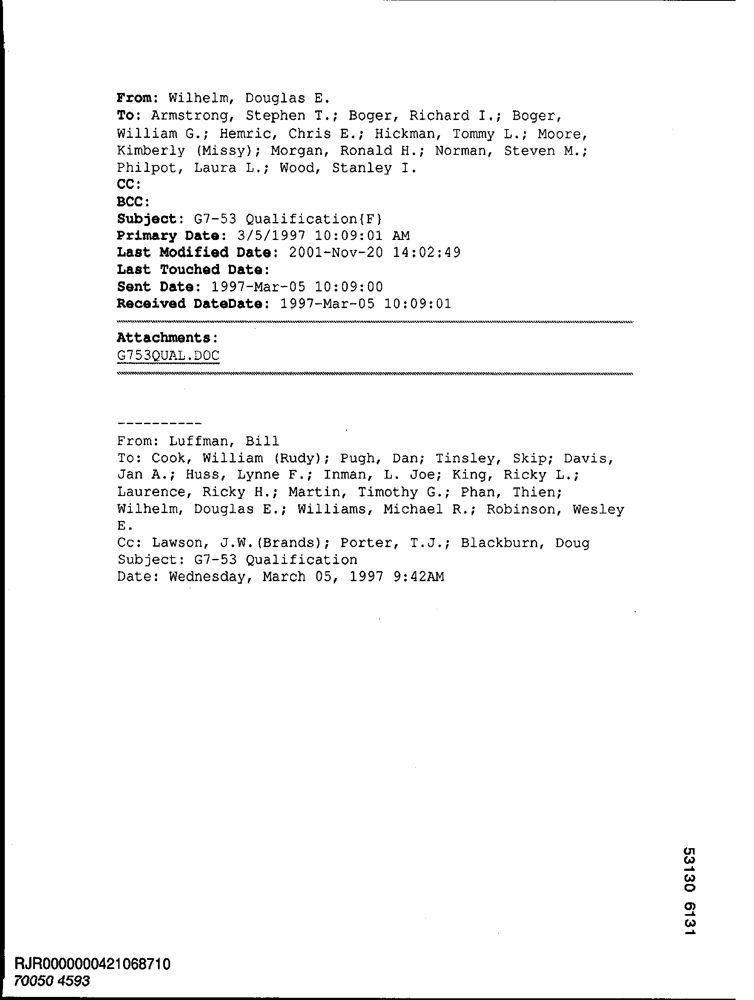 From: Wilhelm, Douglas E.
To: Armstrong, Stephen T.; Boger, Richard I.; Boger,
William G.; Hemric, Chris E.; Hickman, Tommy L.; Moore,
Kimberly (Missy); Morgan, Ronald H.; Norman, Steven M.;
Philpot, Laura L.; Wood, Stanley I.
CC:
BCC:
Subject: G7-53 Qualification{F}
Primary Date: 3/5/1997 10:09:01 AM
Last Modified Date: 2001-Nov-20 14:02:49
Last Touched Date:
Sent Date: 1997-Mar-05 10:09:00
Received DateDate: 1997-Mar-05 10:09:01
Attachments:
G753QUAL.DOC
----------
From: Luffman, Bill
To: Cook, William (Rudy); Pugh, Dan; Tinsley, Skip; Davis,
Jan A.; Huss, Lynne F.; Inman, L. Joe; King, Ricky L.;
Laurence, Ricky H.; Martin, Timothy G.; Phan, Thien;
Wilhelm, Douglas E.; Williams, Michael R.; Robinson, Wesley
E.
Cc: Lawson, J.W.(Brands); Porter, T.J.; Blackburn, Doug
Subject: G7-53 Qualification
Date: Wednesday, March 05, 1997 9:42AM
53130 6131
RJR0000000421068710
70050 4593